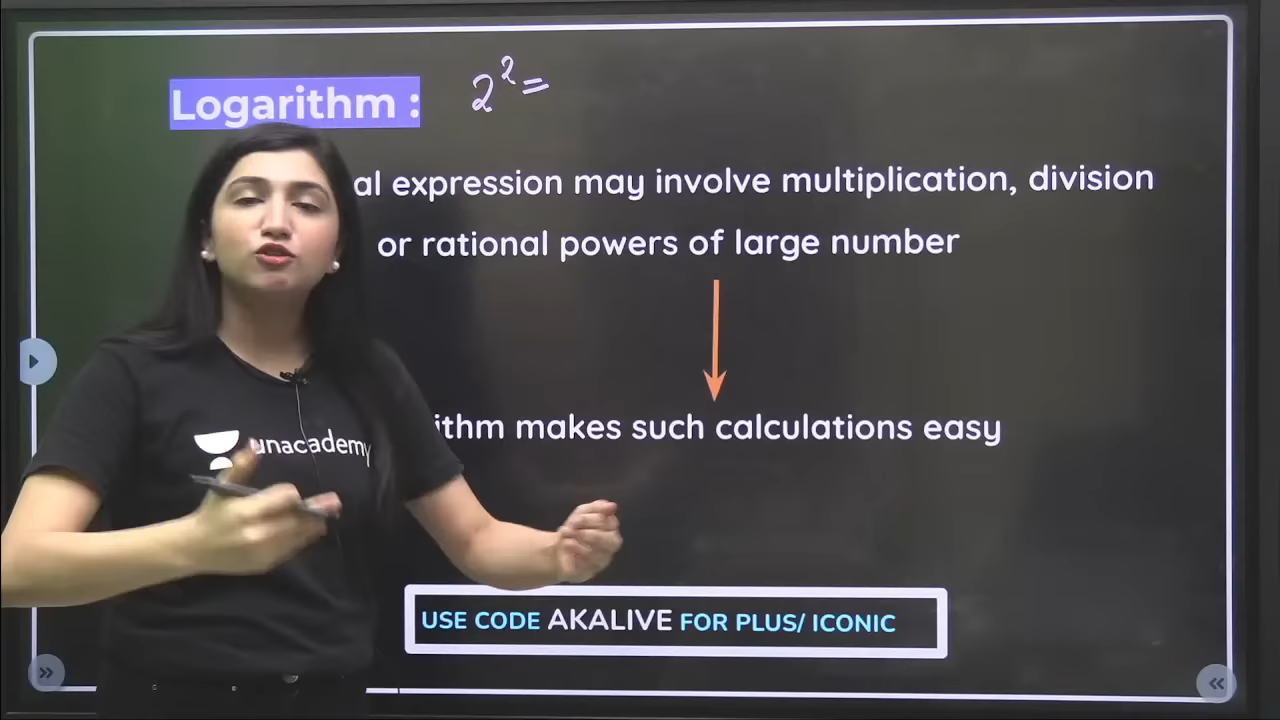 Logarithm : 2² =
al expression may involve multiplication, division
or rational powers of large number
ithm makes such calculations easy
unacademy
USE CODE AKALIVE FOR PLUS/ ICONIC